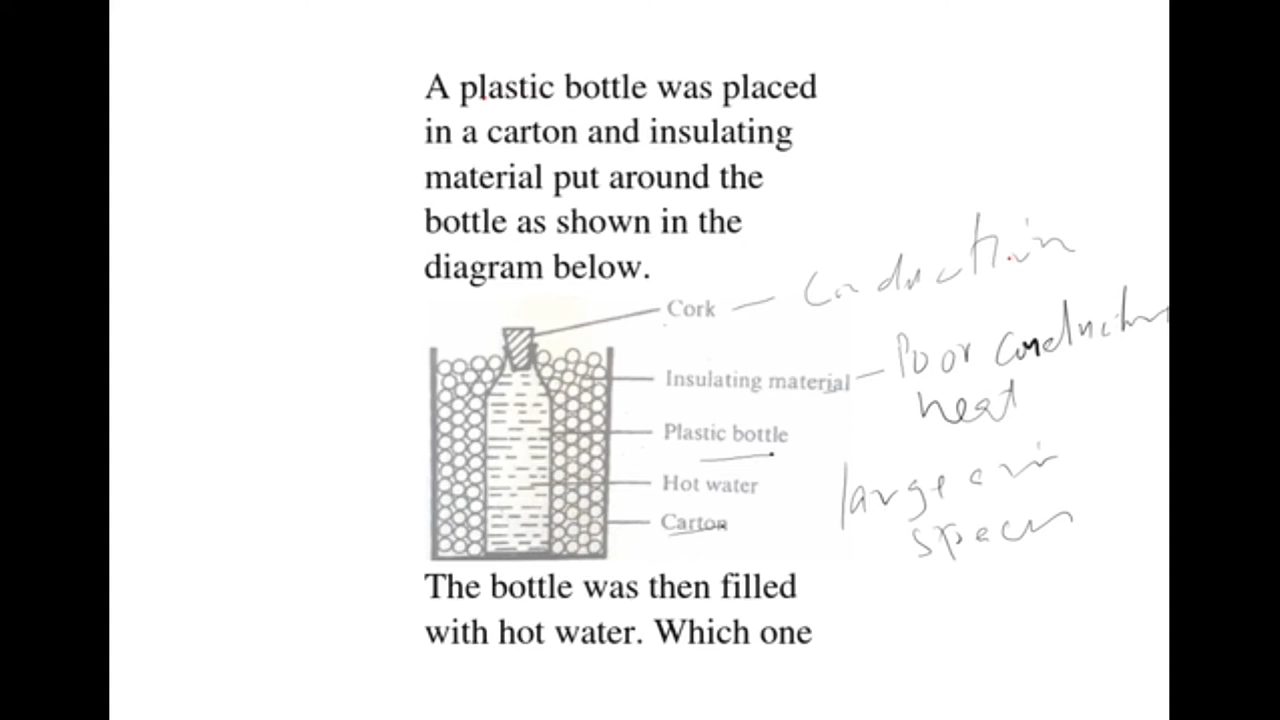 A plastic bottle was placed
in a carton and insulating
material put around the
bottle as shown in the
diagram below.
Cork — Conduction
Insulating material — Poor conductor
heat
Plastic bottle
Hot water
large air
spaces
Carton
The bottle was then filled
with hot water. Which one